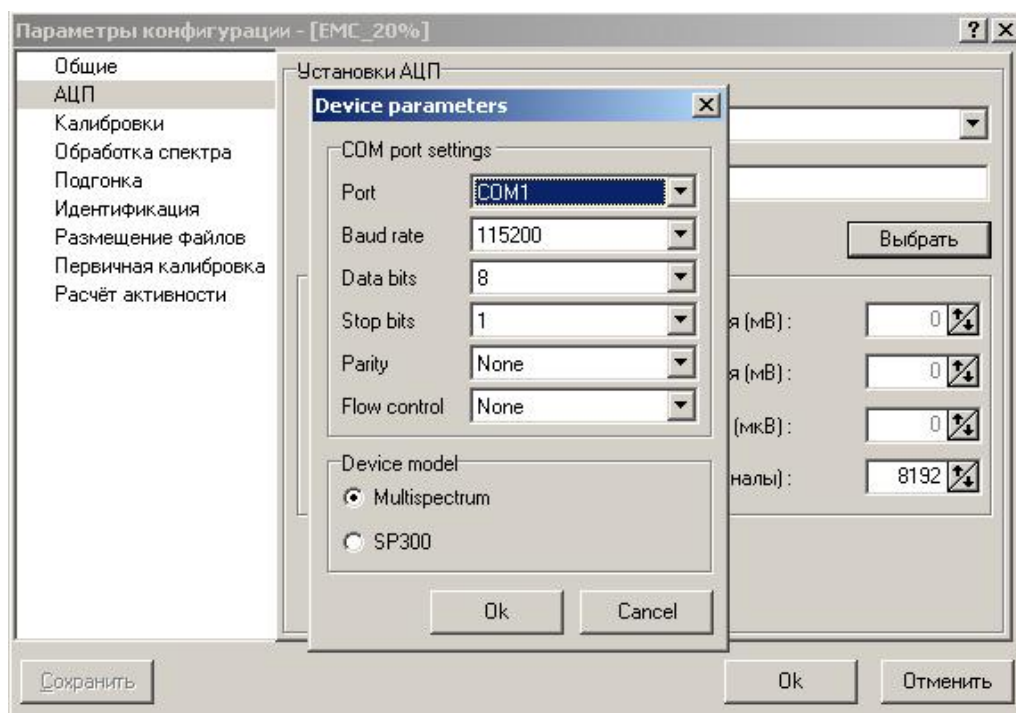 Параметры конфигурации - [EMC_20%]
Общие
АЦП
Калибровки
Обработка спектра
Подгонка
Идентификация
Размещение файлов
Первичная калибровка
Расчёт активности
Установки АЦП
Выбрать
я (мВ) :
0
я (мВ) :
0
(мкВ) :
0
налы) :
8192
Device parameters
COM port settings
Port COM1
Baud rate 115200
Data bits 8
Stop bits 1
Parity None
Flow control None
Device model
Multispectrum
SP300
Ok Cancel
Сохранить Ok Отменить